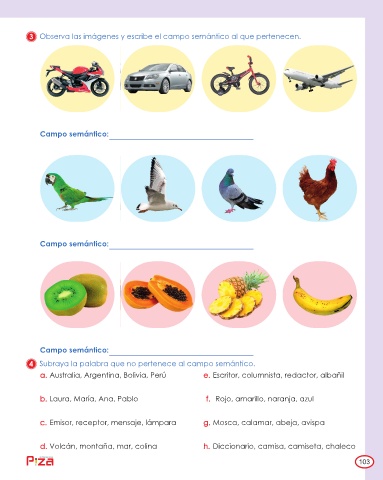 3 Observa las imágenes y escribe el campo semántico al que pertenecen.
Campo semántico:
Campo semántico:
Campo semántico:
4 Subraya la palabra que no pertenece al campo semántico.
a. Australia, Argentina, Bolivia, Perú
e. Escritor, columnista, redactor, albañil
b. Laura, María, Ana, Pablo
f. Rojo, amarillo, naranja, azul
c. Emisor, receptor, mensaje, lámpara
g. Mosca, calamar, abeja, avispa
d. Volcán, montaña, mar, colina
h. Diccionario, camisa, camiseta, chaleco
Piza
103